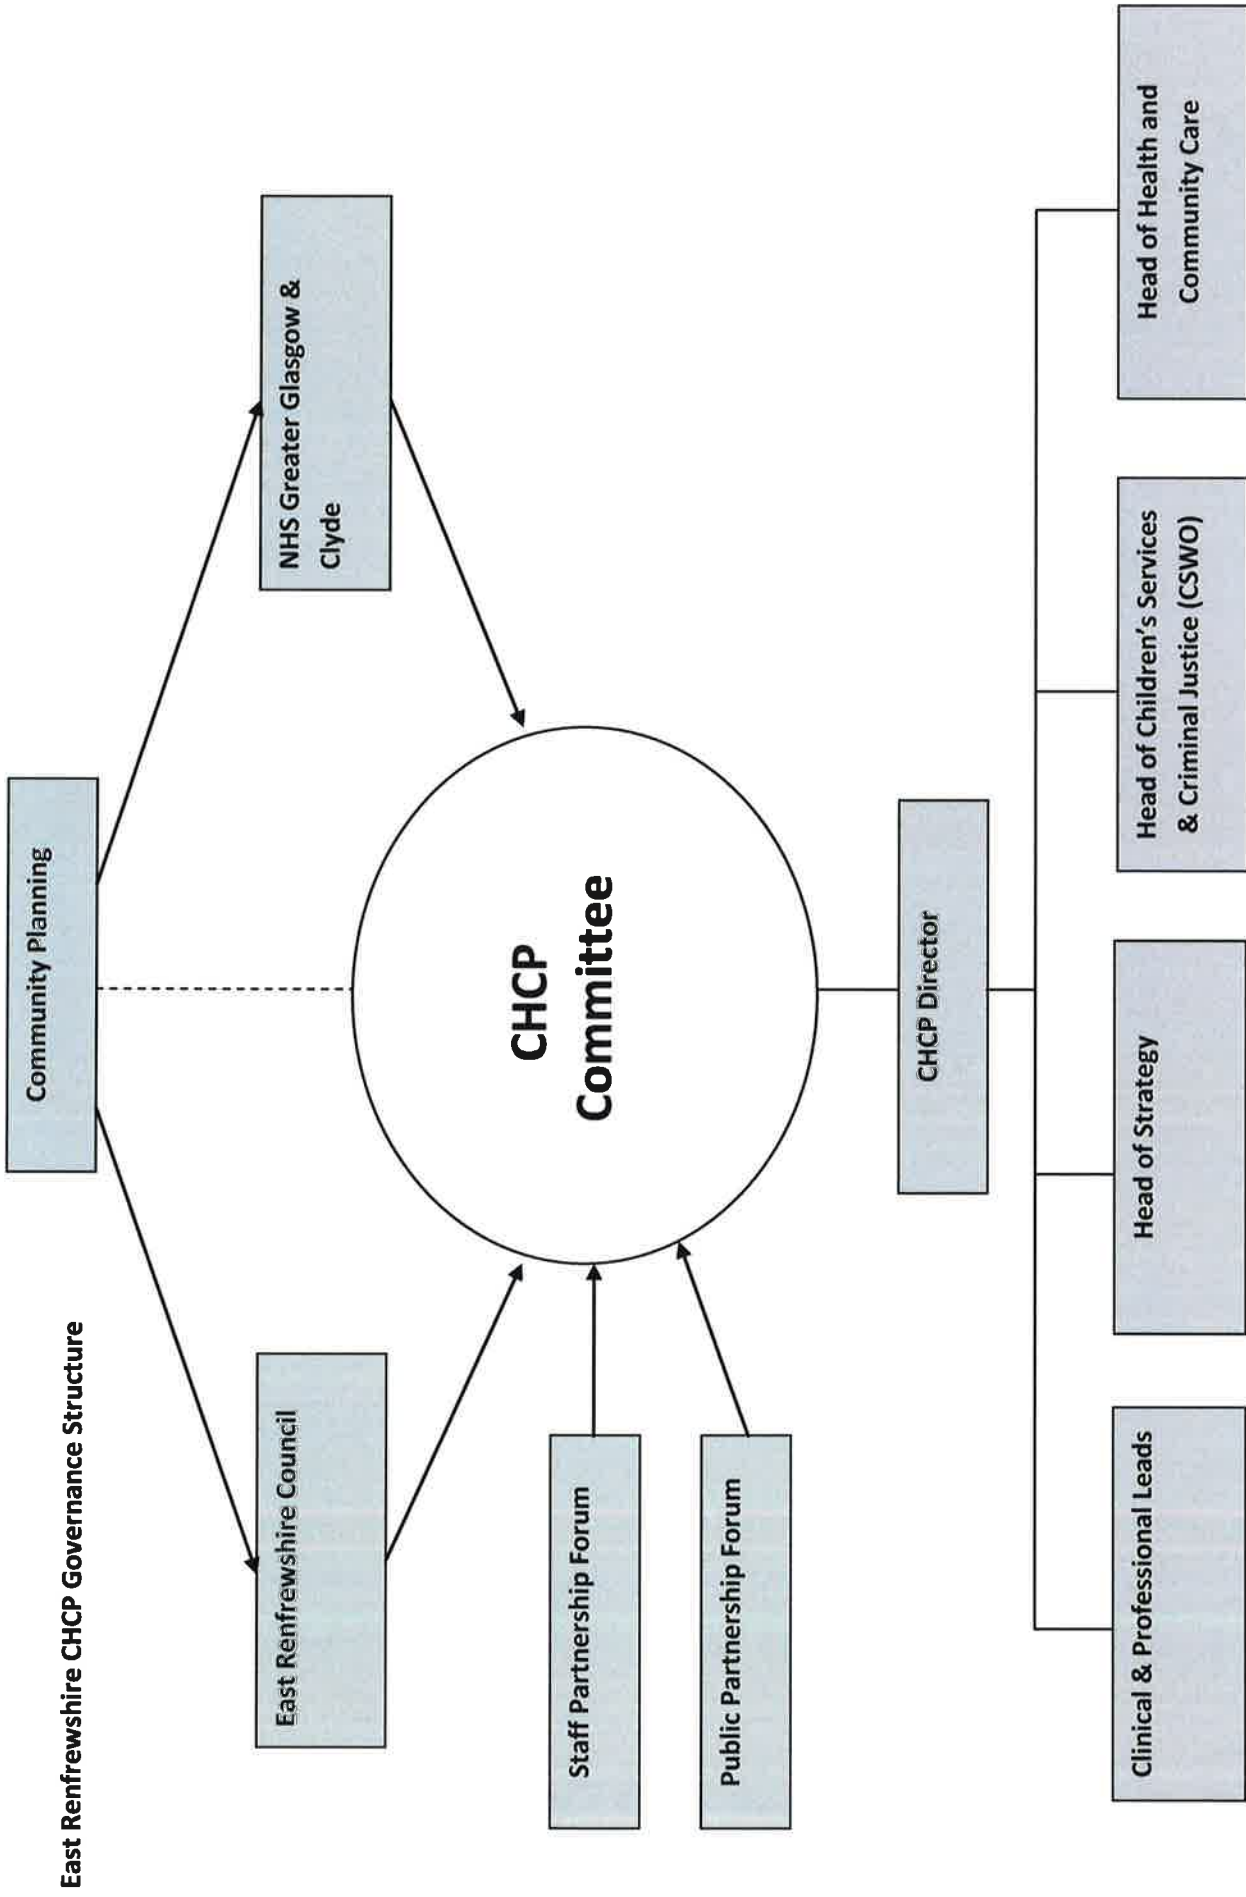 East Renfrewshire CHCP Governance Structure
Community Planning
East Renfrewshire Council
NHS Greater Glasgow &
Clyde
CHCP
Committee
Staff Partnership Forum
Public Partnership Forum
CHCP Director
Clinical & Professional Leads
Head of Strategy
Head of Children’s Services
& Criminal Justice (CSWO)
Head of Health and
Community Care